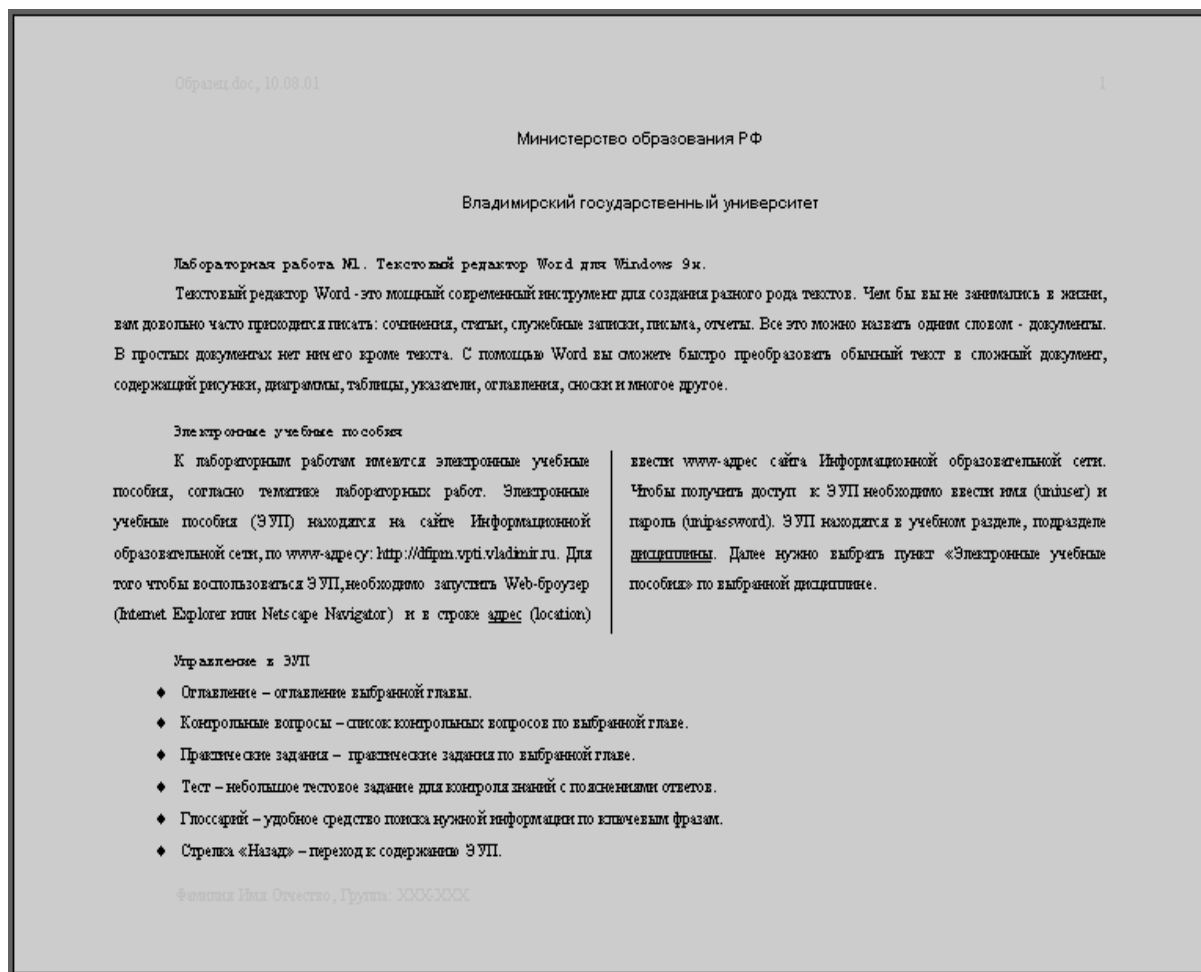 Образец.doc, 10.08.01 1
Министерство образования РФ
Владимирский государственный университет
Лабораторная работа №1. Текстовый редактор Word для Windows 9x.
Текстовый редактор Word -это мощный современный инструмент для создания разного рода текстов. Чем бы вы не занимались в жизни,
вам довольно часто приходится писать: сочинения, статьи, служебные записки, письма, отчеты. Все это можно назвать одним словом - документы.
В простых документах нет ничего кроме текста. С помощью Word вы сможете быстро преобразовать обычный текст в сложный документ,
содержащий рисунки, диаграммы, таблицы, указатели, оглавления, сноски и многое другое.
Электронные учебные пособия
К лабораторным работам имеются электронные учебные
пособия, согласно тематике лабораторных работ. Электронные
учебные пособия (ЭУП) находятся на сайте Информационной
образовательной сети, по www-адресу: http://dfipm.vpti.vladimir.ru. Для
того чтобы воспользоваться ЭУП,необходимо запустить Web-броузер
(Internet Explorer или Netscape Navigator) и в строке адрес (location)
ввести www-адрес сайта Информационной образовательной сети.
Чтобы получить доступ к ЭУП необходимо ввести имя (uniuser) и
пароль (unipassword). ЭУП находятся в учебном разделе, подразделе
дисциплины. Далее нужно выбрать пункт «Электронные учебные
пособия» по выбранной дисциплине.
Управление в ЭУП
♦ Оглавление – оглавление выбранной главы.
♦ Контрольные вопросы – список контрольных вопросов по выбранной главе.
♦ Практические задания – практические задания по выбранной главе.
♦ Тест – небольшое тестовое задание для контроля знаний с пояснениями ответов.
♦ Глоссарий – удобное средство поиска нужной информации по ключевым фразам.
♦ Стрелка «Назад» – переход к содержанию ЭУП.
Фамилия Имя Отчество, Группа: XXX-XXX